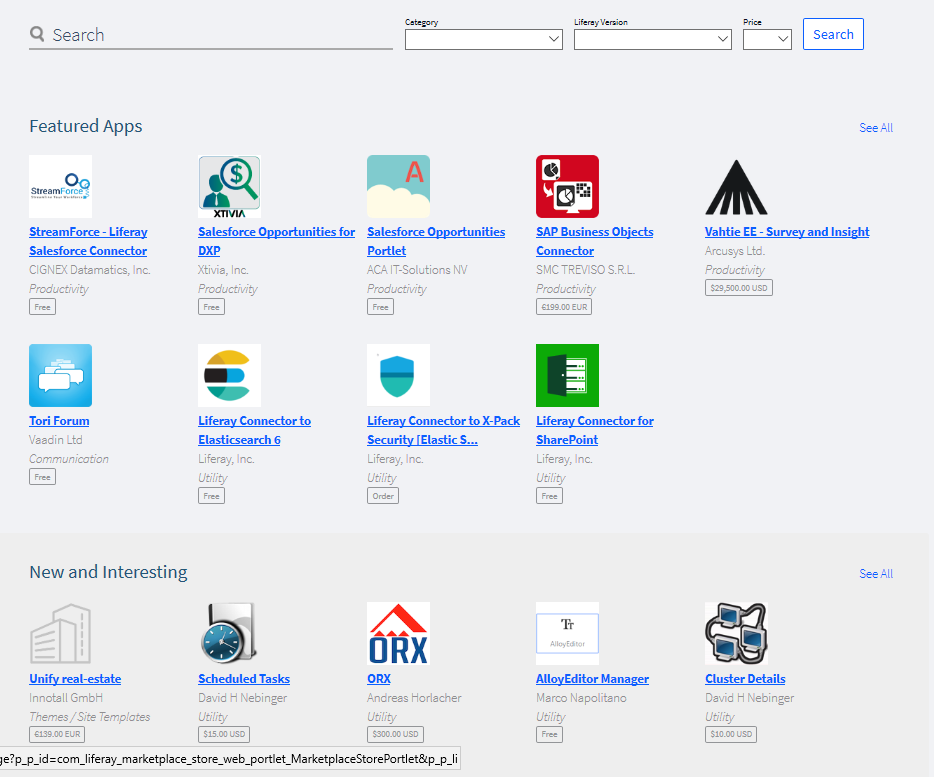 Category
Liferay Version
Price
Search
Search
Featured Apps
See All
StreamForce
StreamForce - Liferay
Salesforce Connector
CIGNEX Datamatics, Inc.
Productivity
Free
XTIVIA
Salesforce Opportunities for
DXP
Xtivia, Inc.
Productivity
Free
A
Salesforce Opportunities
Portlet
ACA IT-Solutions NV
Productivity
Free
SAP Business Objects
Connector
SMC TREVISO S.R.L.
Productivity
€199.00 EUR
Vahtie EE - Survey and Insight
Arcusys Ltd.
Productivity
$29,500.00 USD
Tori Forum
Vaadin Ltd
Communication
Free
Liferay Connector to
Elasticsearch 6
Liferay, Inc.
Utility
Free
Liferay Connector to X-Pack
Security [Elastic S...
Liferay, Inc.
Utility
Order
Liferay Connector for
SharePoint
Liferay, Inc.
Utility
Free
New and Interesting
See All
Unify real-estate
Innotall GmbH
Themes / Site Templates
€139.00 EUR
Scheduled Tasks
David H Nebinger
Utility
$15.00 USD
ORX
ORX
Andreas Horlacher
Utility
$300.00 USD
Tт
AlloyEditor
AlloyEditor Manager
Marco Napolitano
Utility
Free
Cluster Details
David H Nebinger
Utility
$10.00 USD
ge?p_p_id=com_liferay_marketplace_store_web_portlet_MarketplaceStorePortlet&p_p_li